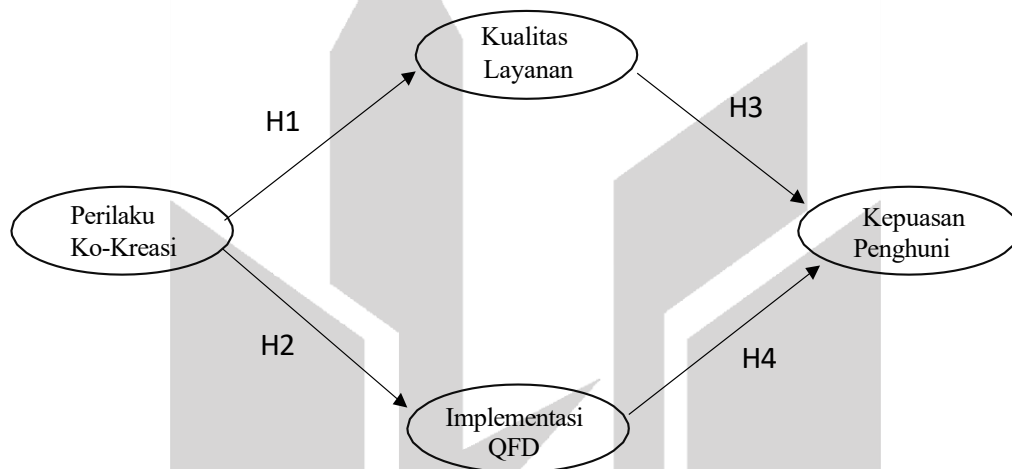 Kualitas
Layanan
H1
H3
Perilaku
Ko-Kreasi
Kepuasan
Penghuni
H2
H4
Implementasi
QFD